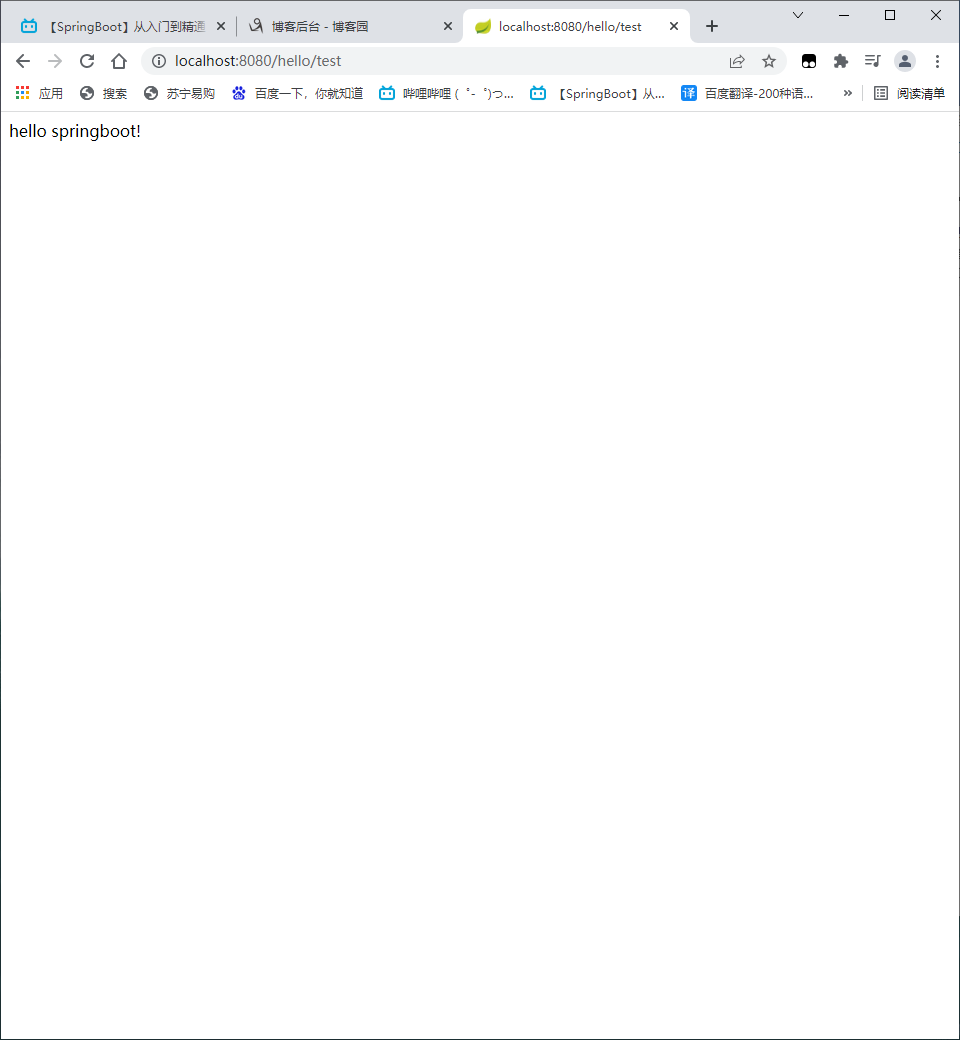 【SpringBoot】从入门到精通
博客后台 - 博客园
localhost:8080/hello/test
localhost:8080/hello/test
应用
搜索
苏宁易购
百度一下，你就知道
哔哩哔哩 ( ゜- ゜)つ...
【SpringBoot】从...
译
百度翻译-200种语...
»
阅读清单
hello springboot!